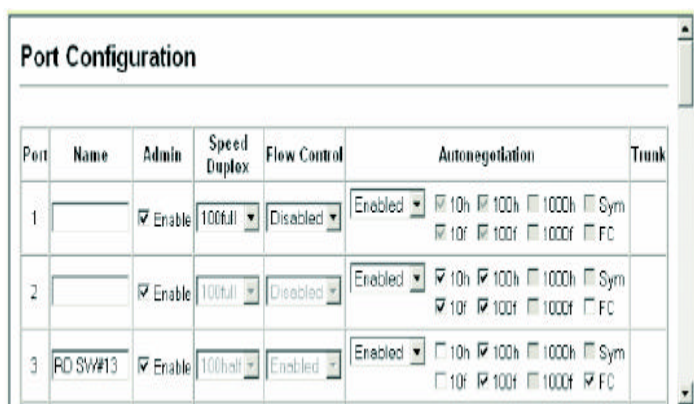 Port Configuration
Port Name Admin Speed Duplex Flow Control Autonegotiation Trunk
1 Enable 100full Disabled Enabled 10h 100h 1000h Sym
10f 100f 1000f FC
2 Enable 100full Disabled Enabled 10h 100h 1000h Sym
10f 100f 1000f FC
3 RD SW#13 Enable 100half Enabled Enabled 10h 100h 1000h Sym
10f 100f 1000f FC